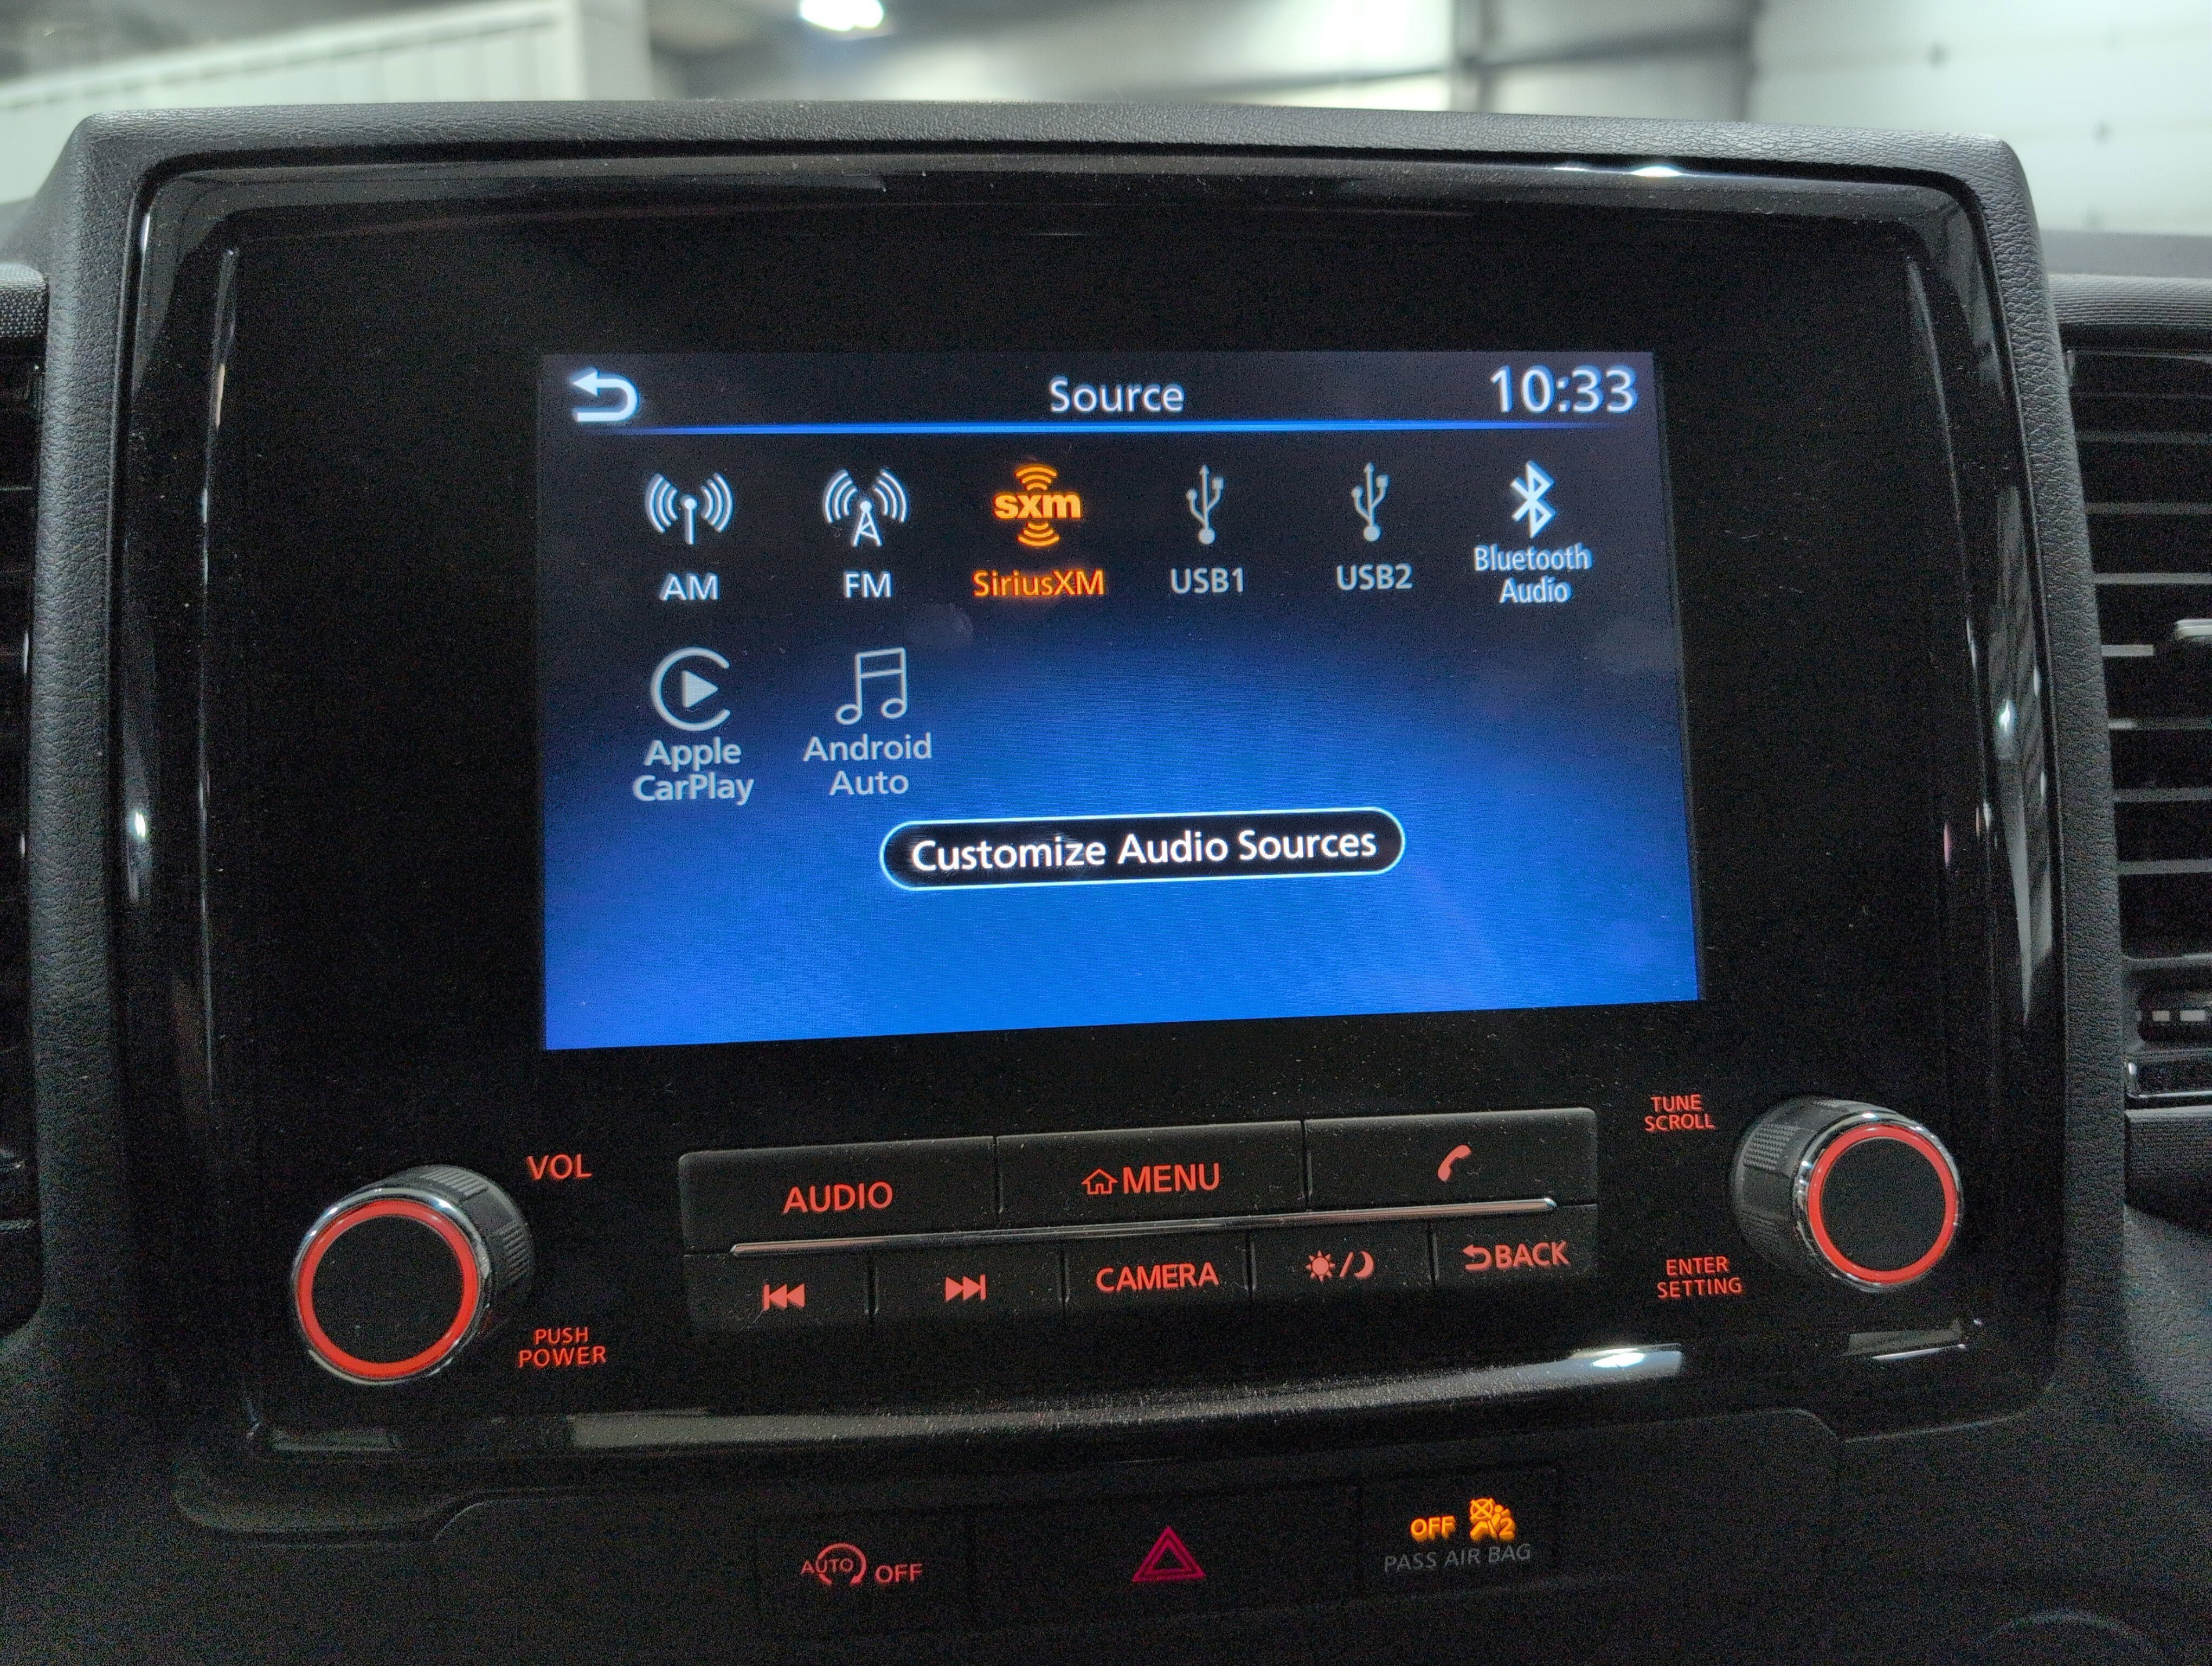 Source
10:33
sxm
AM
FM
SiriusXM
USB1
USB2
Bluetooth
Audio
Apple
CarPlay
Android
Auto
Customize Audio Sources
VOL
PUSH
POWER
AUDIO
MENU
CAMERA
BACK
TUNE
SCROLL
ENTER
SETTING
AUTO OFF
OFF 2
PASS AIR BAG